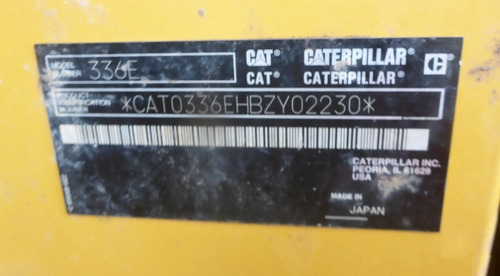 MODEL NUMBER 336E CAT CATERPILLAR C
CAT CATERPILLAR
PRODUCT IDENTIFICATION NUMBER *CAT0336EHBZY02230*
CATERPILLAR INC.
PEORIA, IL 61629
USA
MADE IN
JAPAN